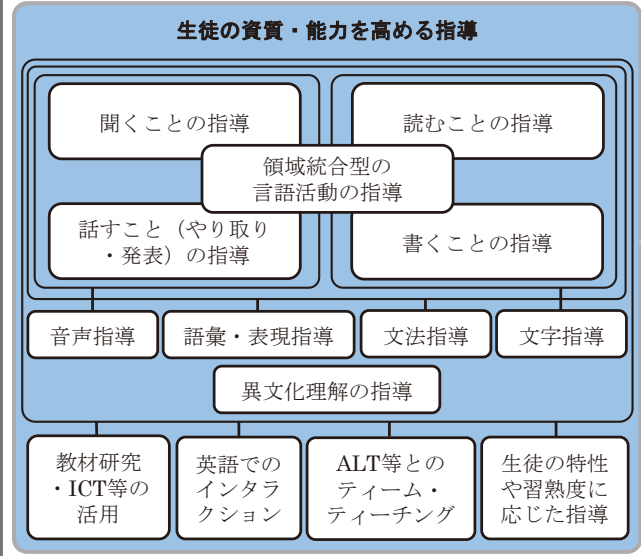 生徒の資質・能力を高める指導
聞くことの指導
読むことの指導
領域統合型の
言語活動の指導
話すこと（やり取り
・発表）の指導
書くことの指導
音声指導
語彙・表現指導
文法指導
文字指導
異文化理解の指導
教材研究
・ICT等の
活用
英語での
インタラ
クション
ALT等との
ティーム・
ティーチング
生徒の特性
や習熟度に
応じた指導